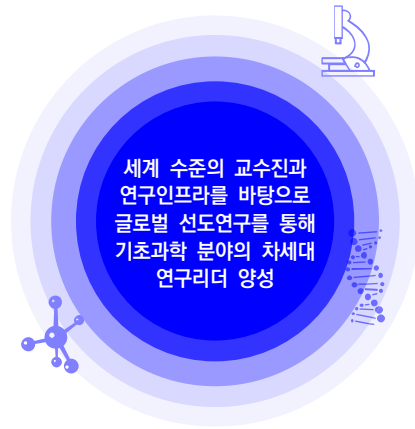 세계 수준의 교수진과
연구인프라를 바탕으로
글로벌 선도연구를 통해
기초과학 분야의 차세대
연구리더 양성